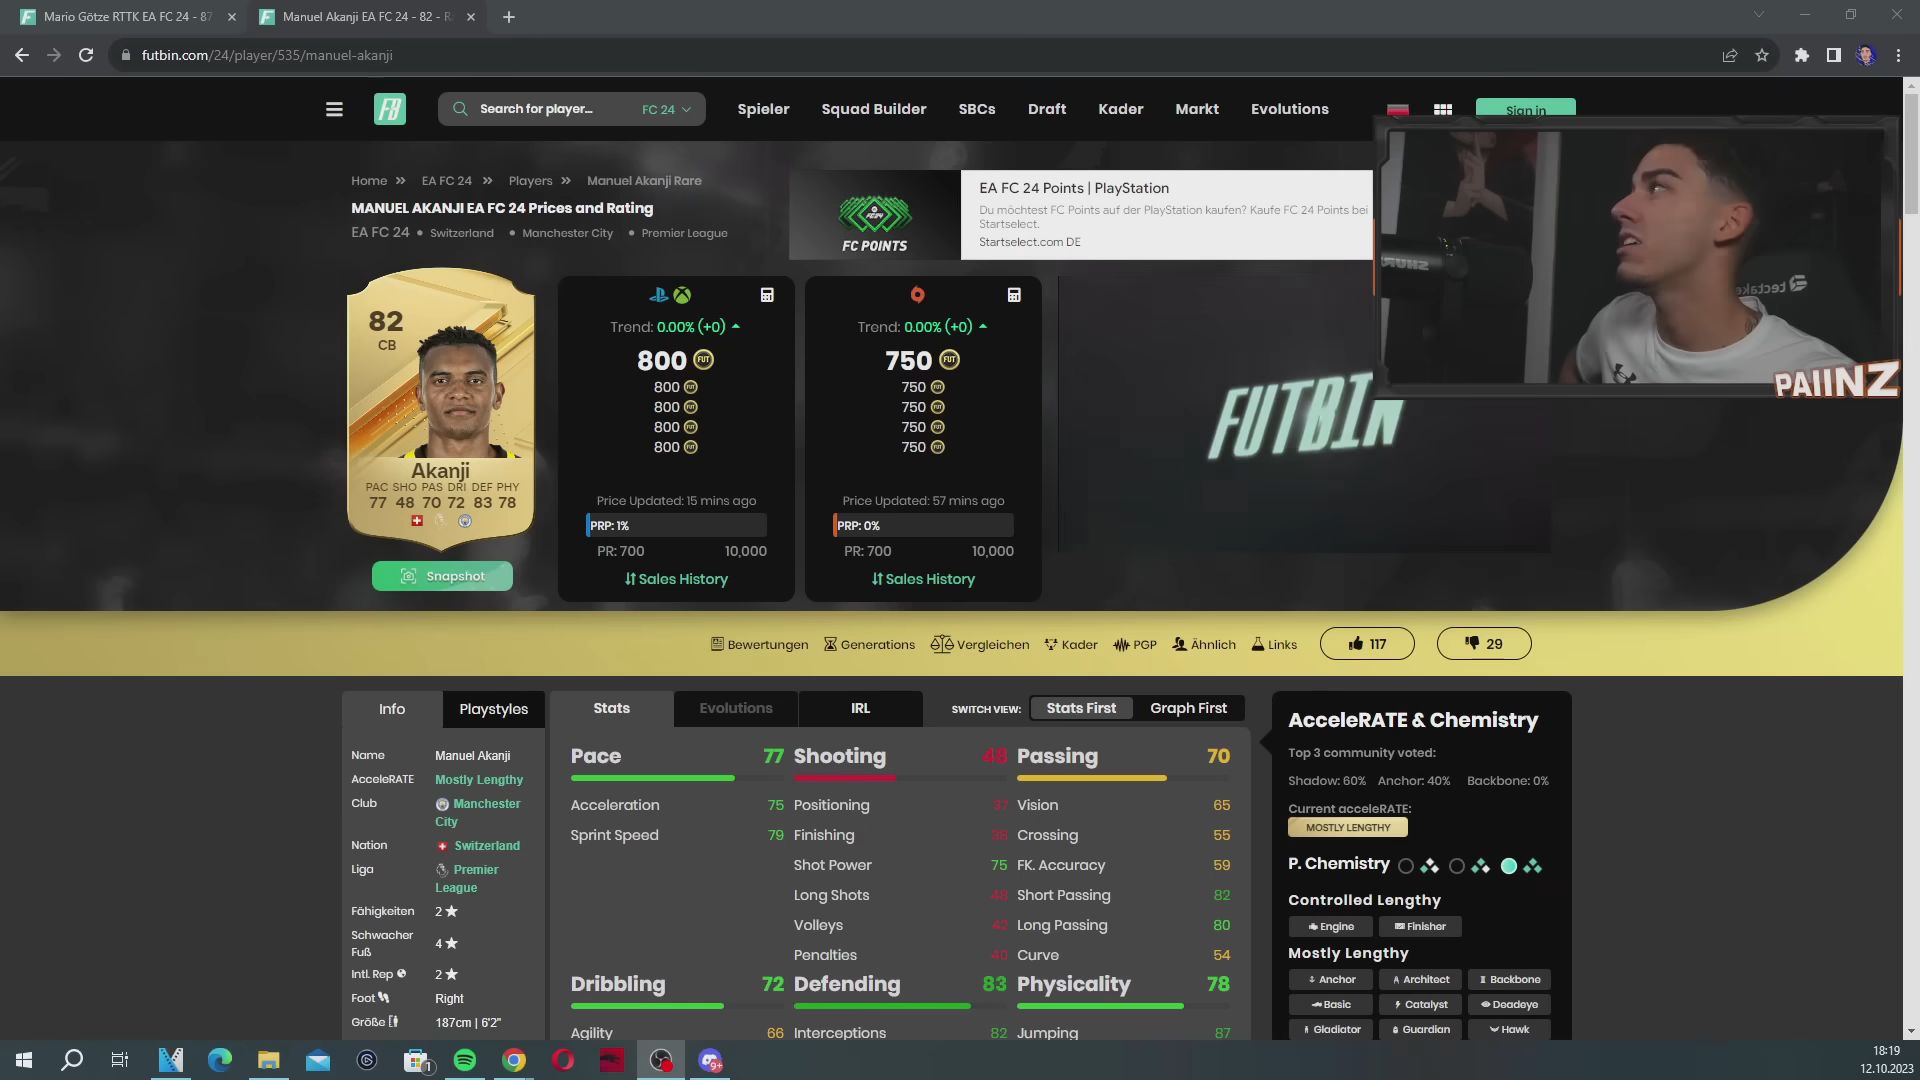 Mario Götze RTTK EA FC 24 - 87
Manuel Akanji EA FC 24 - 82 - R
futbin.com/24/player/535/manuel-akanji
FB
Search for player...
FC 24
Spieler
Squad Builder
SBCs
Draft
Kader
Markt
Evolutions
Sign in
Home » EA FC 24 » Players » Manuel Akanji Rare
MANUEL AKANJI EA FC 24 Prices and Rating
EA FC 24 • Switzerland • Manchester City • Premier League
FC POINTS
EA FC 24 Points | PlayStation
Du möchtest FC Points auf der PlayStation kaufen? Kaufe FC 24 Points bei
Startselect.
Startselect.com DE
82
CB
Akanji
PAC SHO PAS DRI DEF PHY
77 48 70 72 83 78
Snapshot
Trend: 0.00% (+0)
800
800
800
800
800
Price Updated: 15 mins ago
PRP: 1%
PR: 700 10,000
Sales History
Trend: 0.00% (+0)
750
750
750
750
750
Price Updated: 57 mins ago
PRP: 0%
PR: 700 10,000
Sales History
FUTBIN
SHURE
tectake
PAIINZ
Bewertungen
Generations
Vergleichen
Kader
PGP
Ähnlich
Links
117
29
Info
Playstyles
Name Manuel Akanji
AcceleRATE Mostly Lengthy
Club Manchester
City
Nation Switzerland
Liga Premier
League
Fähigkeiten 2
Schwacher
Fuß 4
Intl. Rep 2
Foot Right
Größe 187cm | 6'2"
Stats
Evolutions
IRL
SWITCH VIEW:
Stats First
Graph First
Pace 77
Acceleration 75
Sprint Speed 79
Shooting 48
Positioning 37
Finishing 38
Shot Power 75
Long Shots 48
Volleys 42
Penalties 40
Passing 70
Vision 65
Crossing 55
FK. Accuracy 59
Short Passing 82
Long Passing 80
Curve 54
Dribbling 72
Agility 66
Defending 83
Interceptions 82
Physicality 78
Jumping 87
AcceleRATE & Chemistry
Top 3 community voted:
Shadow: 60% Anchor: 40% Backbone: 0%
Current acceleRATE:
MOSTLY LENGTHY
P. Chemistry
Controlled Lengthy
Engine
Finisher
Mostly Lengthy
Anchor
Architect
Backbone
Basic
Catalyst
Deadeye
Gladiator
Guardian
Hawk
1
9+
18:19
12.10.2023